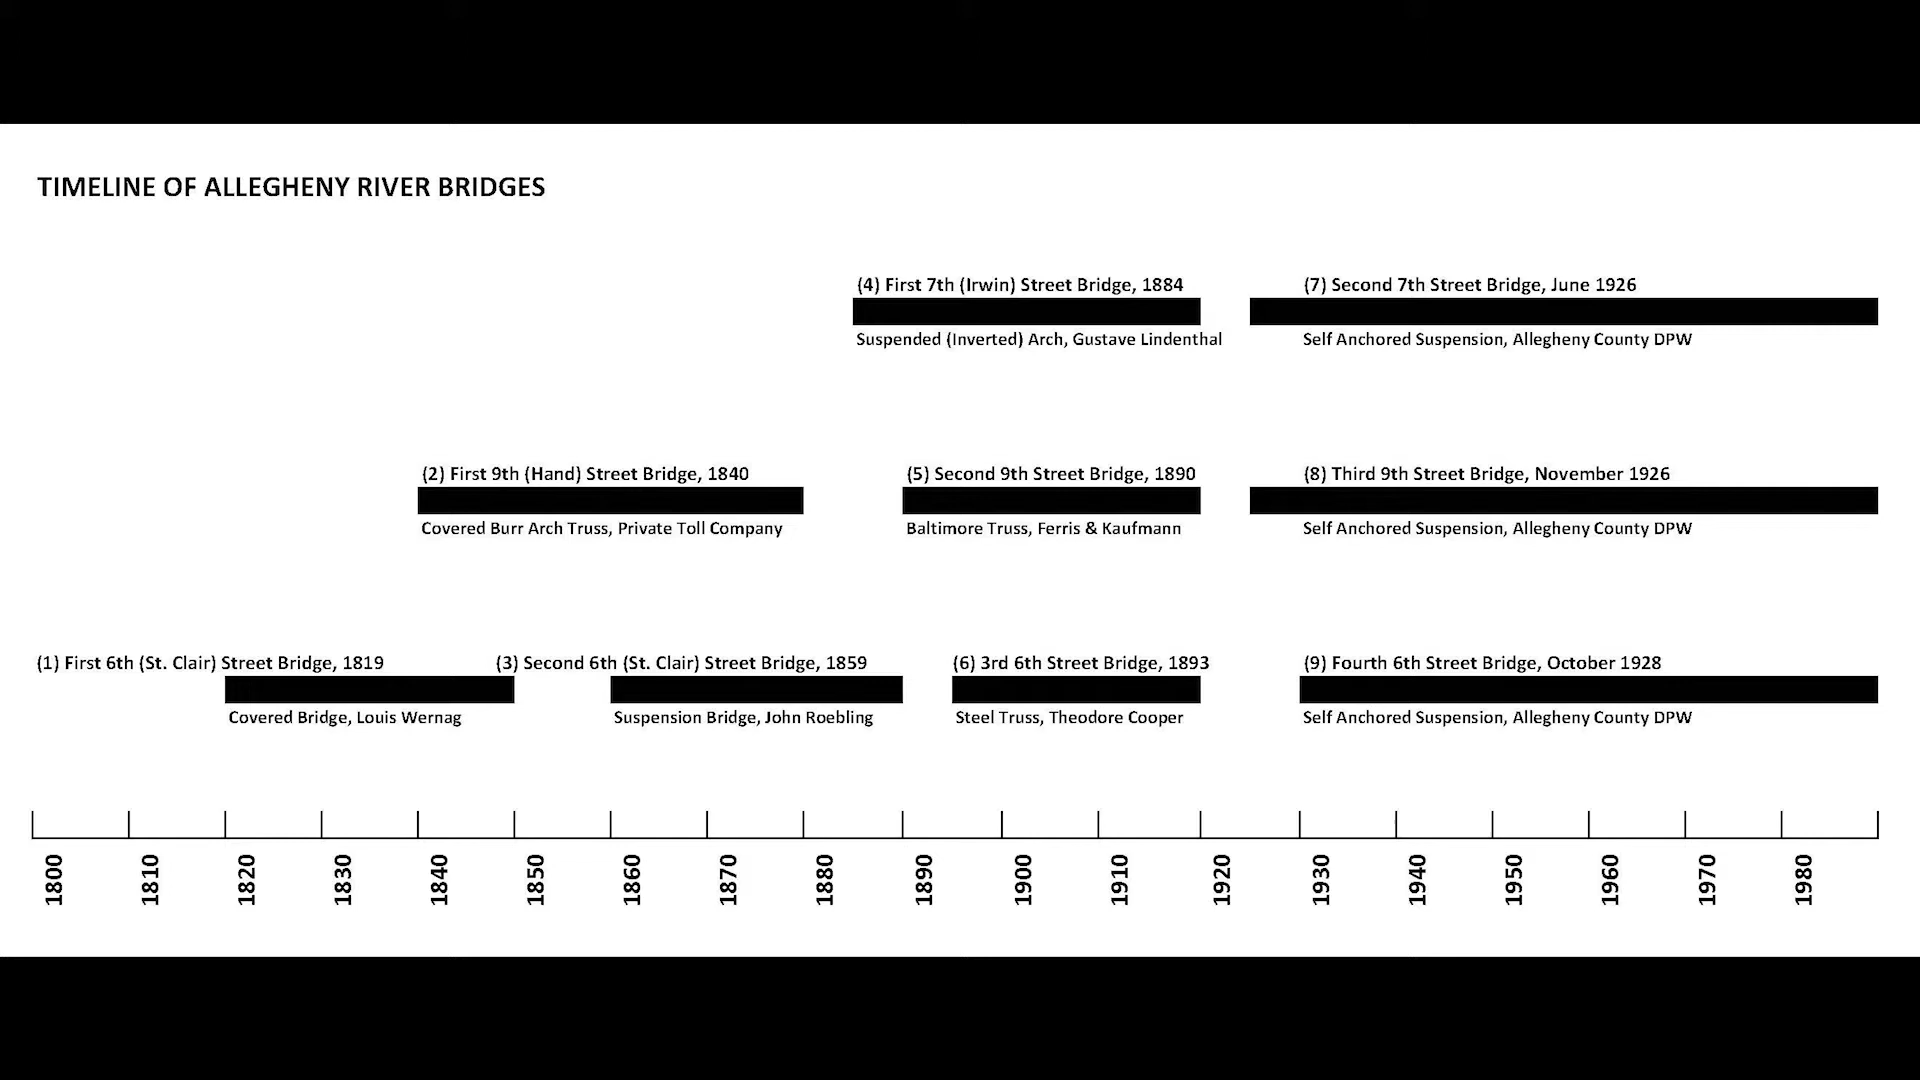 TIMELINE OF ALLEGHENY RIVER BRIDGES
(4) First 7th (Irwin) Street Bridge, 1884
(7) Second 7th Street Bridge, June 1926
Suspended (Inverted) Arch, Gustave Lindenthal
Self Anchored Suspension, Allegheny County DPW
(2) First 9th (Hand) Street Bridge, 1840
(5) Second 9th Street Bridge, 1890
(8) Third 9th Street Bridge, November 1926
Covered Burr Arch Truss, Private Toll Company
Baltimore Truss, Ferris & Kaufmann
Self Anchored Suspension, Allegheny County DPW
(1) First 6th (St. Clair) Street Bridge, 1819
(3) Second 6th (St. Clair) Street Bridge, 1859
(6) 3rd 6th Street Bridge, 1893
(9) Fourth 6th Street Bridge, October 1928
Covered Bridge, Louis Wernag
Suspension Bridge, John Roebling
Steel Truss, Theodore Cooper
Self Anchored Suspension, Allegheny County DPW
1800
1810
1820
1830
1840
1850
1860
1870
1880
1890
1900
1910
1920
1930
1940
1950
1960
1970
1980